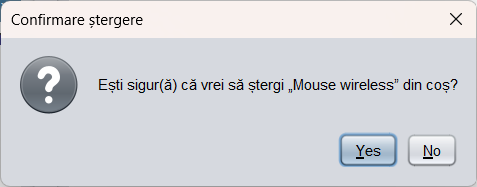 Confirmare ștergere
Ești sigur(ă) că vrei să ștergi „Mouse wireless” din coș?
Yes No